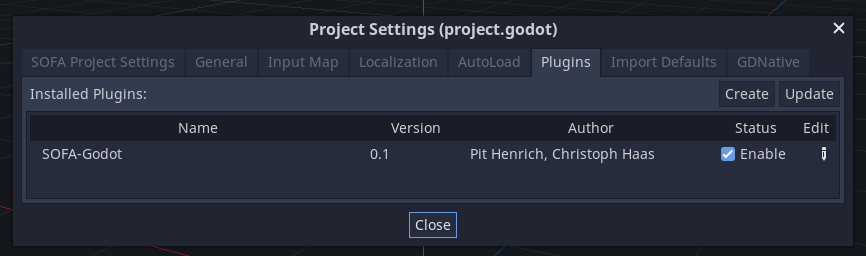 Project Settings (project.godot)
SOFA Project Settings General Input Map Localization AutoLoad Plugins Import Defaults GDNative
Installed Plugins: Create Update
Name Version Author Status Edit
SOFA-Godot 0.1 Pit Henrich, Christoph Haas Enable
Close